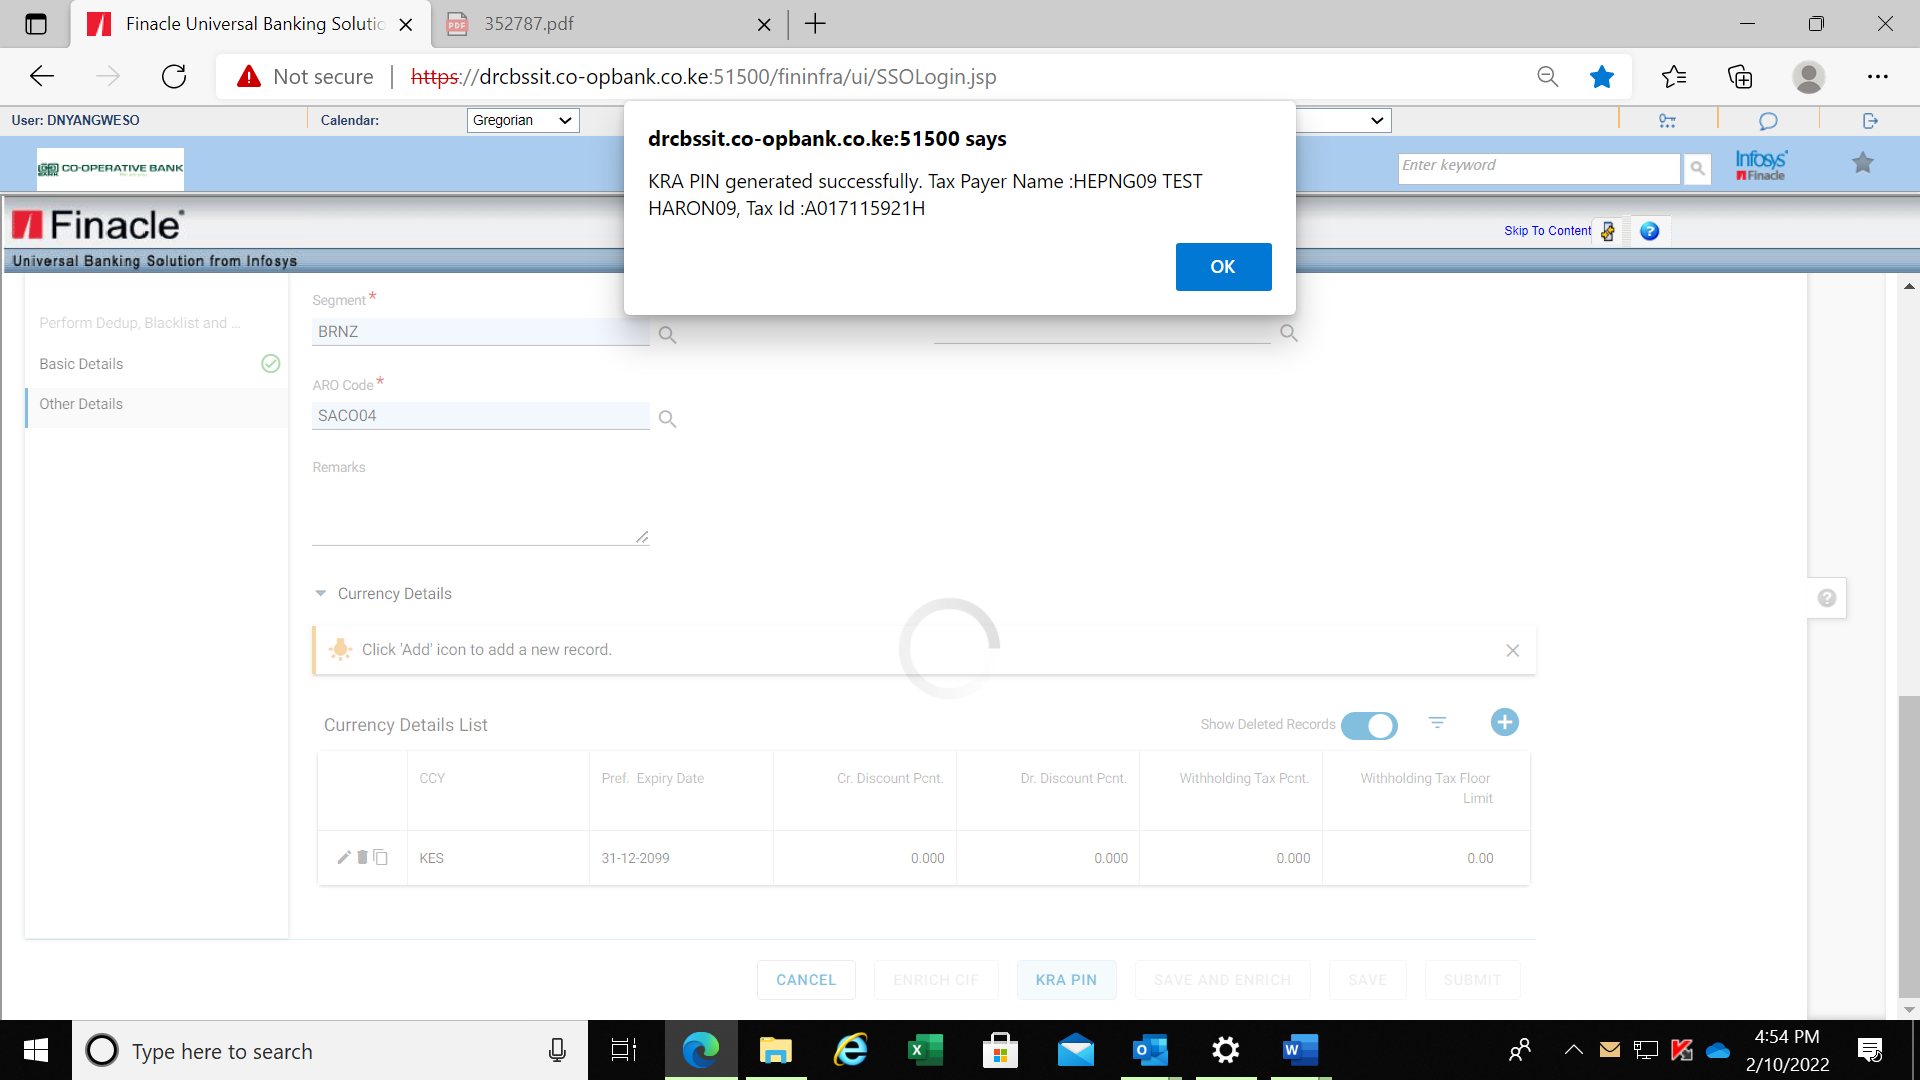 Finacle Universal Banking Solutio
352787.pdf
Not secure
https://drcbssit.co-opbank.co.ke:51500/fininfra/ui/SSOLogin.jsp
User: DNYANGWESO
Calendar:
Gregorian
CO-OPERATIVE BANK
Enter keyword
Infosys
Finacle
drcbssit.co-opbank.co.ke:51500 says
KRA PIN generated successfully. Tax Payer Name :HEPNG09 TEST
HARON09, Tax Id :A017115921H
OK
Finacle
Universal Banking Solution from Infosys
Skip To Content
Perform Dedup, Blacklist and ...
Basic Details
Other Details
Segment*
BRNZ
ARO Code*
SACO04
Remarks
Currency Details
Click 'Add' icon to add a new record.
Currency Details List
Show Deleted Records
CCY Pref. Expiry Date Cr. Discount Pcnt. Dr. Discount Pcnt. Withholding Tax Pcnt. Withholding Tax Floor
Limit
KES 31-12-2099 0.000 0.000 0.000 0.00
CANCEL ENRICH CIF KRA PIN SAVE AND ENRICH SAVE SUBMIT
Type here to search
4:54 PM
2/10/2022